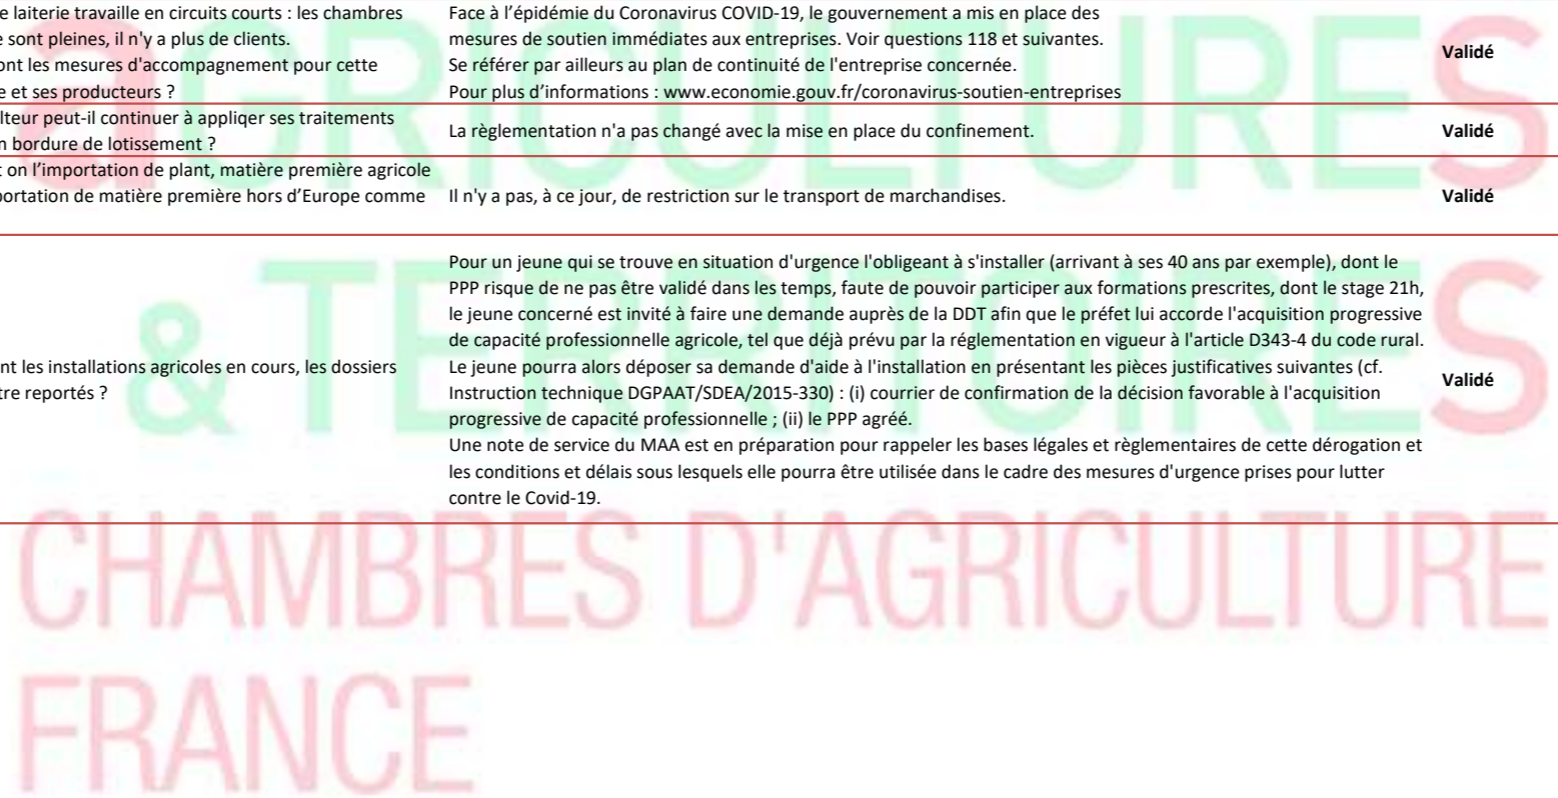 e laiterie travaille en circuits courts : les chambres
e sont pleines, il n'y a plus de clients.
ont les mesures d'accompagnement pour cette
e et ses producteurs ?
Face à l'épidémie du Coronavirus COVID-19, le gouvernement a mis en place des
mesures de soutien immédiates aux entreprises. Voir questions 118 et suivantes.
Se référer par ailleurs au plan de continuité de l'entreprise concernée.
Pour plus d'informations : www.economie.gouv.fr/coronavirus-soutien-entreprises
Validé
lteur peut-il continuer à appliqer ses traitements
n bordure de lotissement ?
La règlementation n'a pas changé avec la mise en place du confinement.
Validé
t on l'importation de plant, matière première agricole
portation de matière première hors d'Europe comme
Il n'y a pas, à ce jour, de restriction sur le transport de marchandises.
Validé
nt les installations agricoles en cours, les dossiers
tre reportés ?
Pour un jeune qui se trouve en situation d'urgence l'obligeant à s'installer (arrivant à ses 40 ans par exemple), dont le
PPP risque de ne pas être validé dans les temps, faute de pouvoir participer aux formations prescrites, dont le stage 21h,
le jeune concerné est invité à faire une demande auprès de la DDT afin que le préfet lui accorde l'acquisition progressive
de capacité professionnelle agricole, tel que déjà prévu par la réglementation en vigueur à l'article D343-4 du code rural.
Le jeune pourra alors déposer sa demande d'aide à l'installation en présentant les pièces justificatives suivantes (cf.
Instruction technique DGPAAT/SDEA/2015-330) : (i) courrier de confirmation de la décision favorable à l'acquisition
progressive de capacité professionnelle ; (ii) le PPP agréé.
Une note de service du MAA est en préparation pour rappeler les bases légales et règlementaires de cette dérogation et
les conditions et délais sous lesquels elle pourra être utilisée dans le cadre des mesures d'urgence prises pour lutter
contre le Covid-19.
Validé
aGRICULTURES
& TERRITOIRES
CHAMBRES D'AGRICULTURE
FRANCE